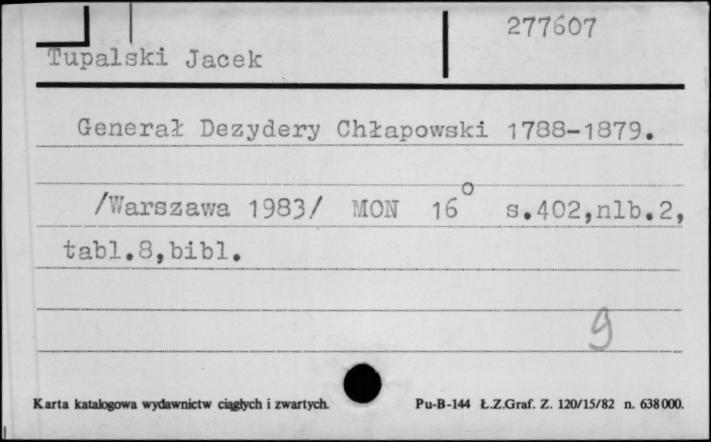 277607
Tupalski Jacek
Generał Dezydery Chłapowski 1788-1879.
/Warszawa 1983/ MON 16° s.402,nlb.2,
tabl.8,bibl.
9
Karta katalogowa wydawnictw ciągłych i zwartych. Pu-B-144 Ł.Z.Graf. Z. 120/15/82 n. 638000.